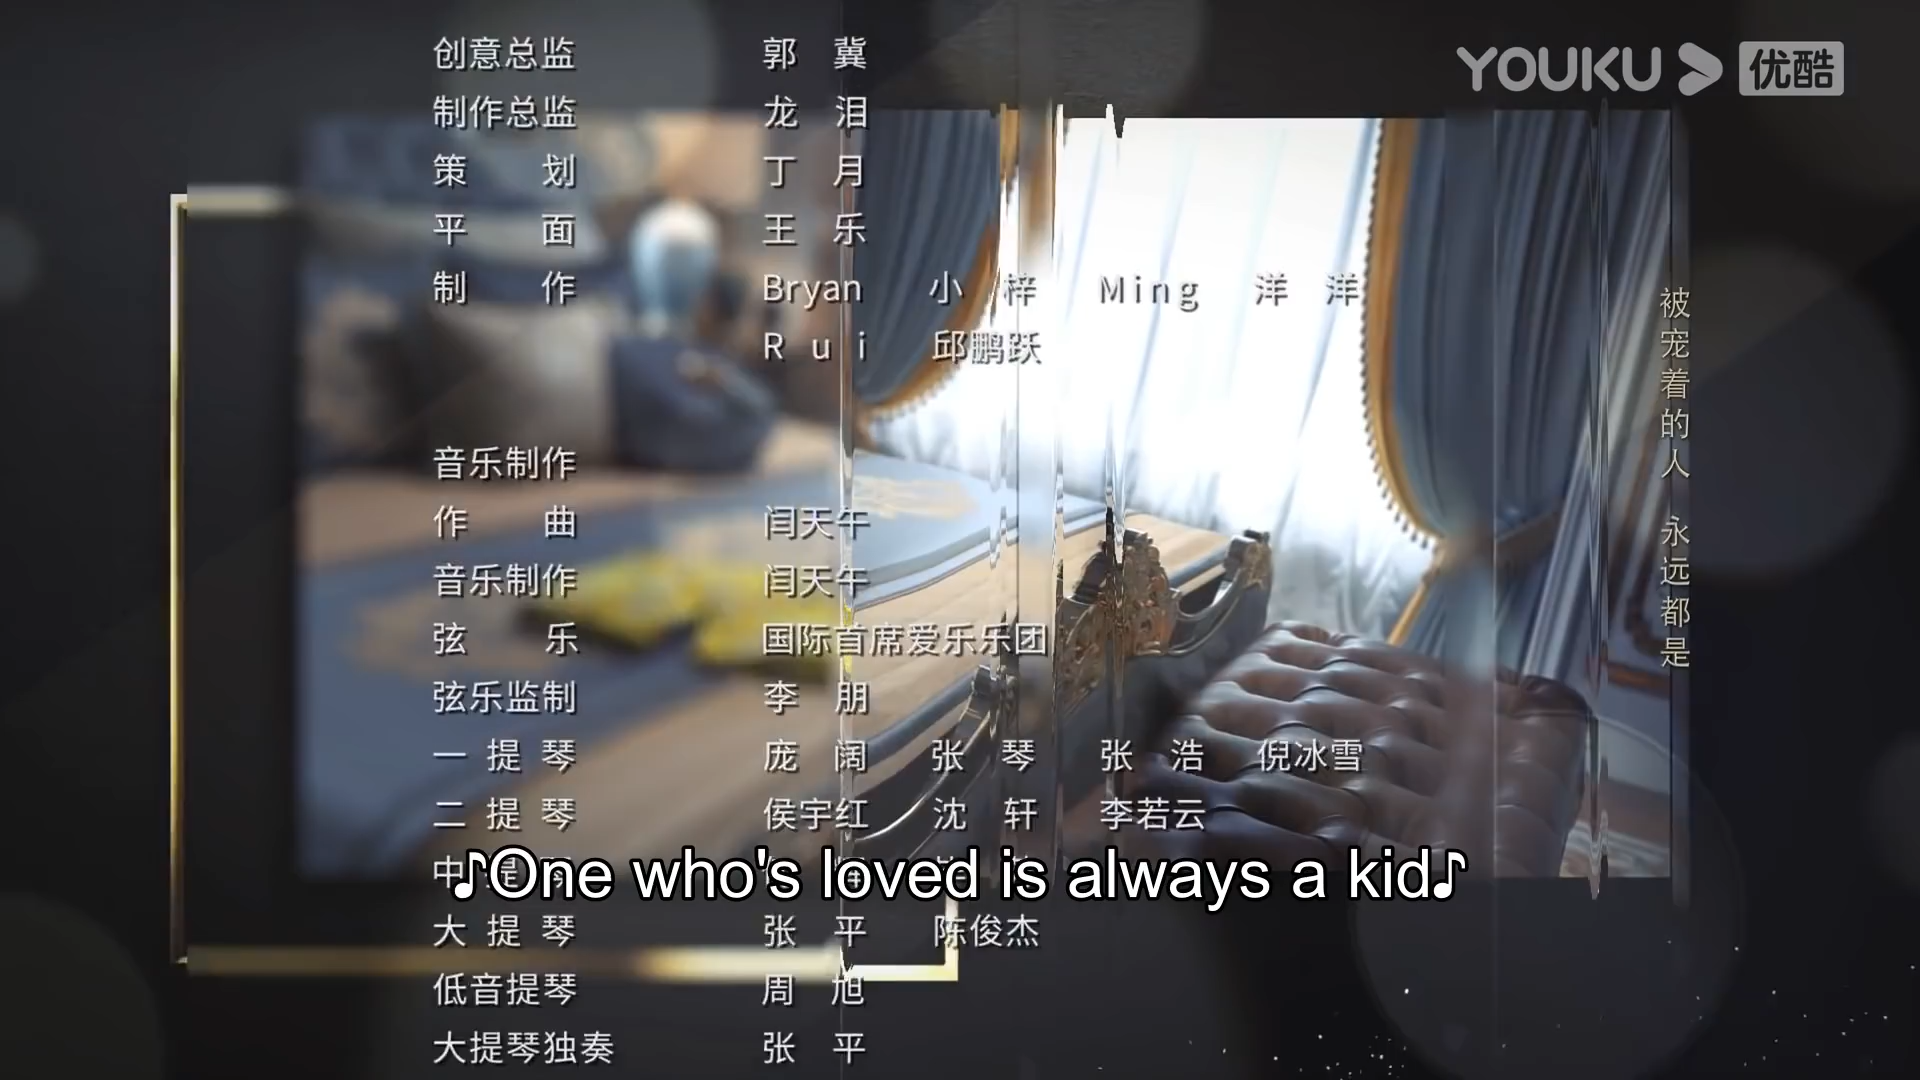 创意总监 郭冀
制作总监 龙泪
策划 丁月
平面 王乐
制作 Bryan 小梓 Ming 洋洋
Rui 邱鹏跃
音乐制作
作曲 闫天午
音乐制作 闫天午
弦乐 国际首席爱乐乐团
弦乐监制 李朋
一提琴 庞阔 张琴 张浩 倪冰雪
二提琴 侯宇红 沈轩 李若云
中提琴
♪One who's loved is always a kid♪
大提琴 张平 陈俊杰
低音提琴 周旭
大提琴独奏 张平
YOUKU 优酷
被宠着的人 永远都是